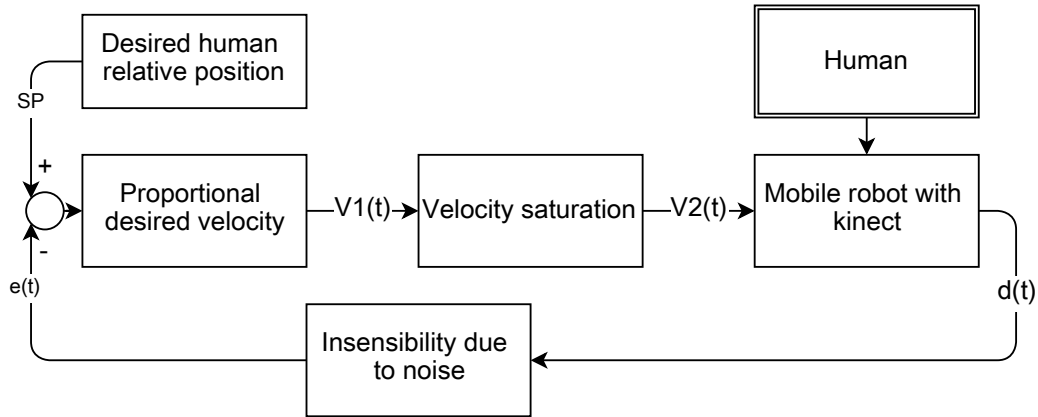 Desired human
relative position
Human
SP
+
Proportional
desired velocity
V1(t)
Velocity saturation
V2(t)
Mobile robot with
kinect
-
e(t)
d(t)
Insensibility due
to noise